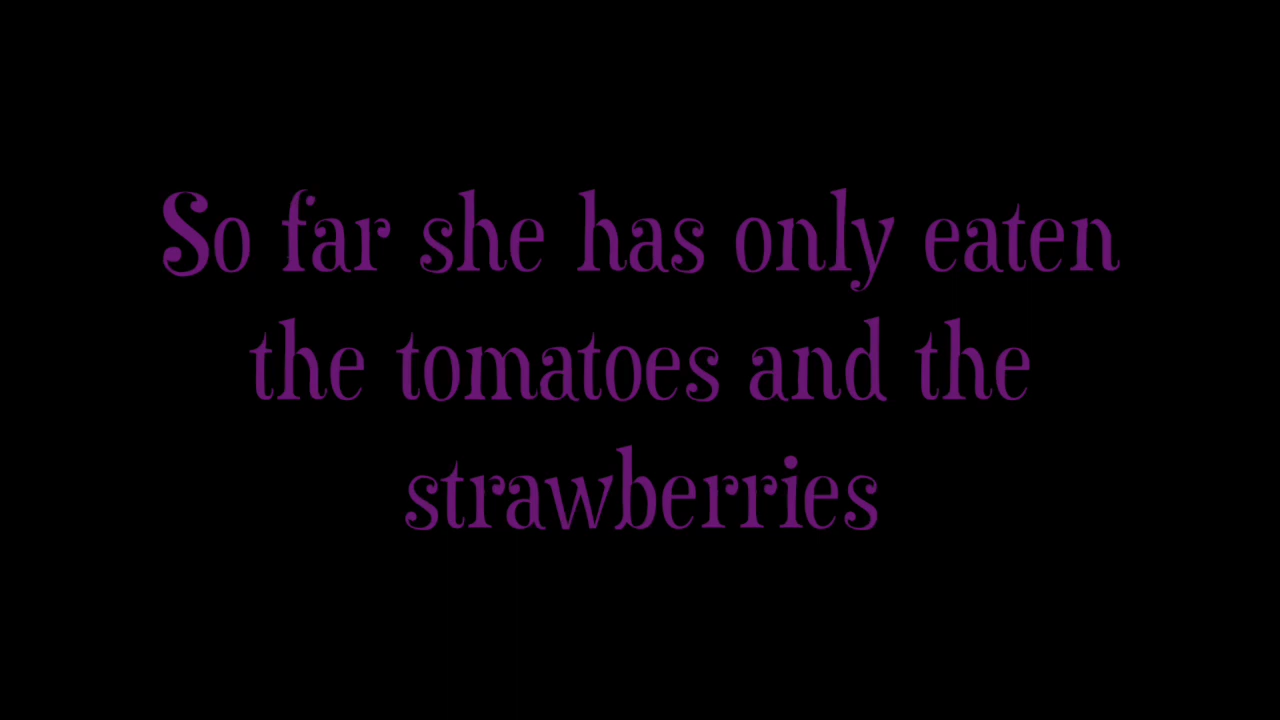 So far she has only eaten
the tomatoes and the
strawberries